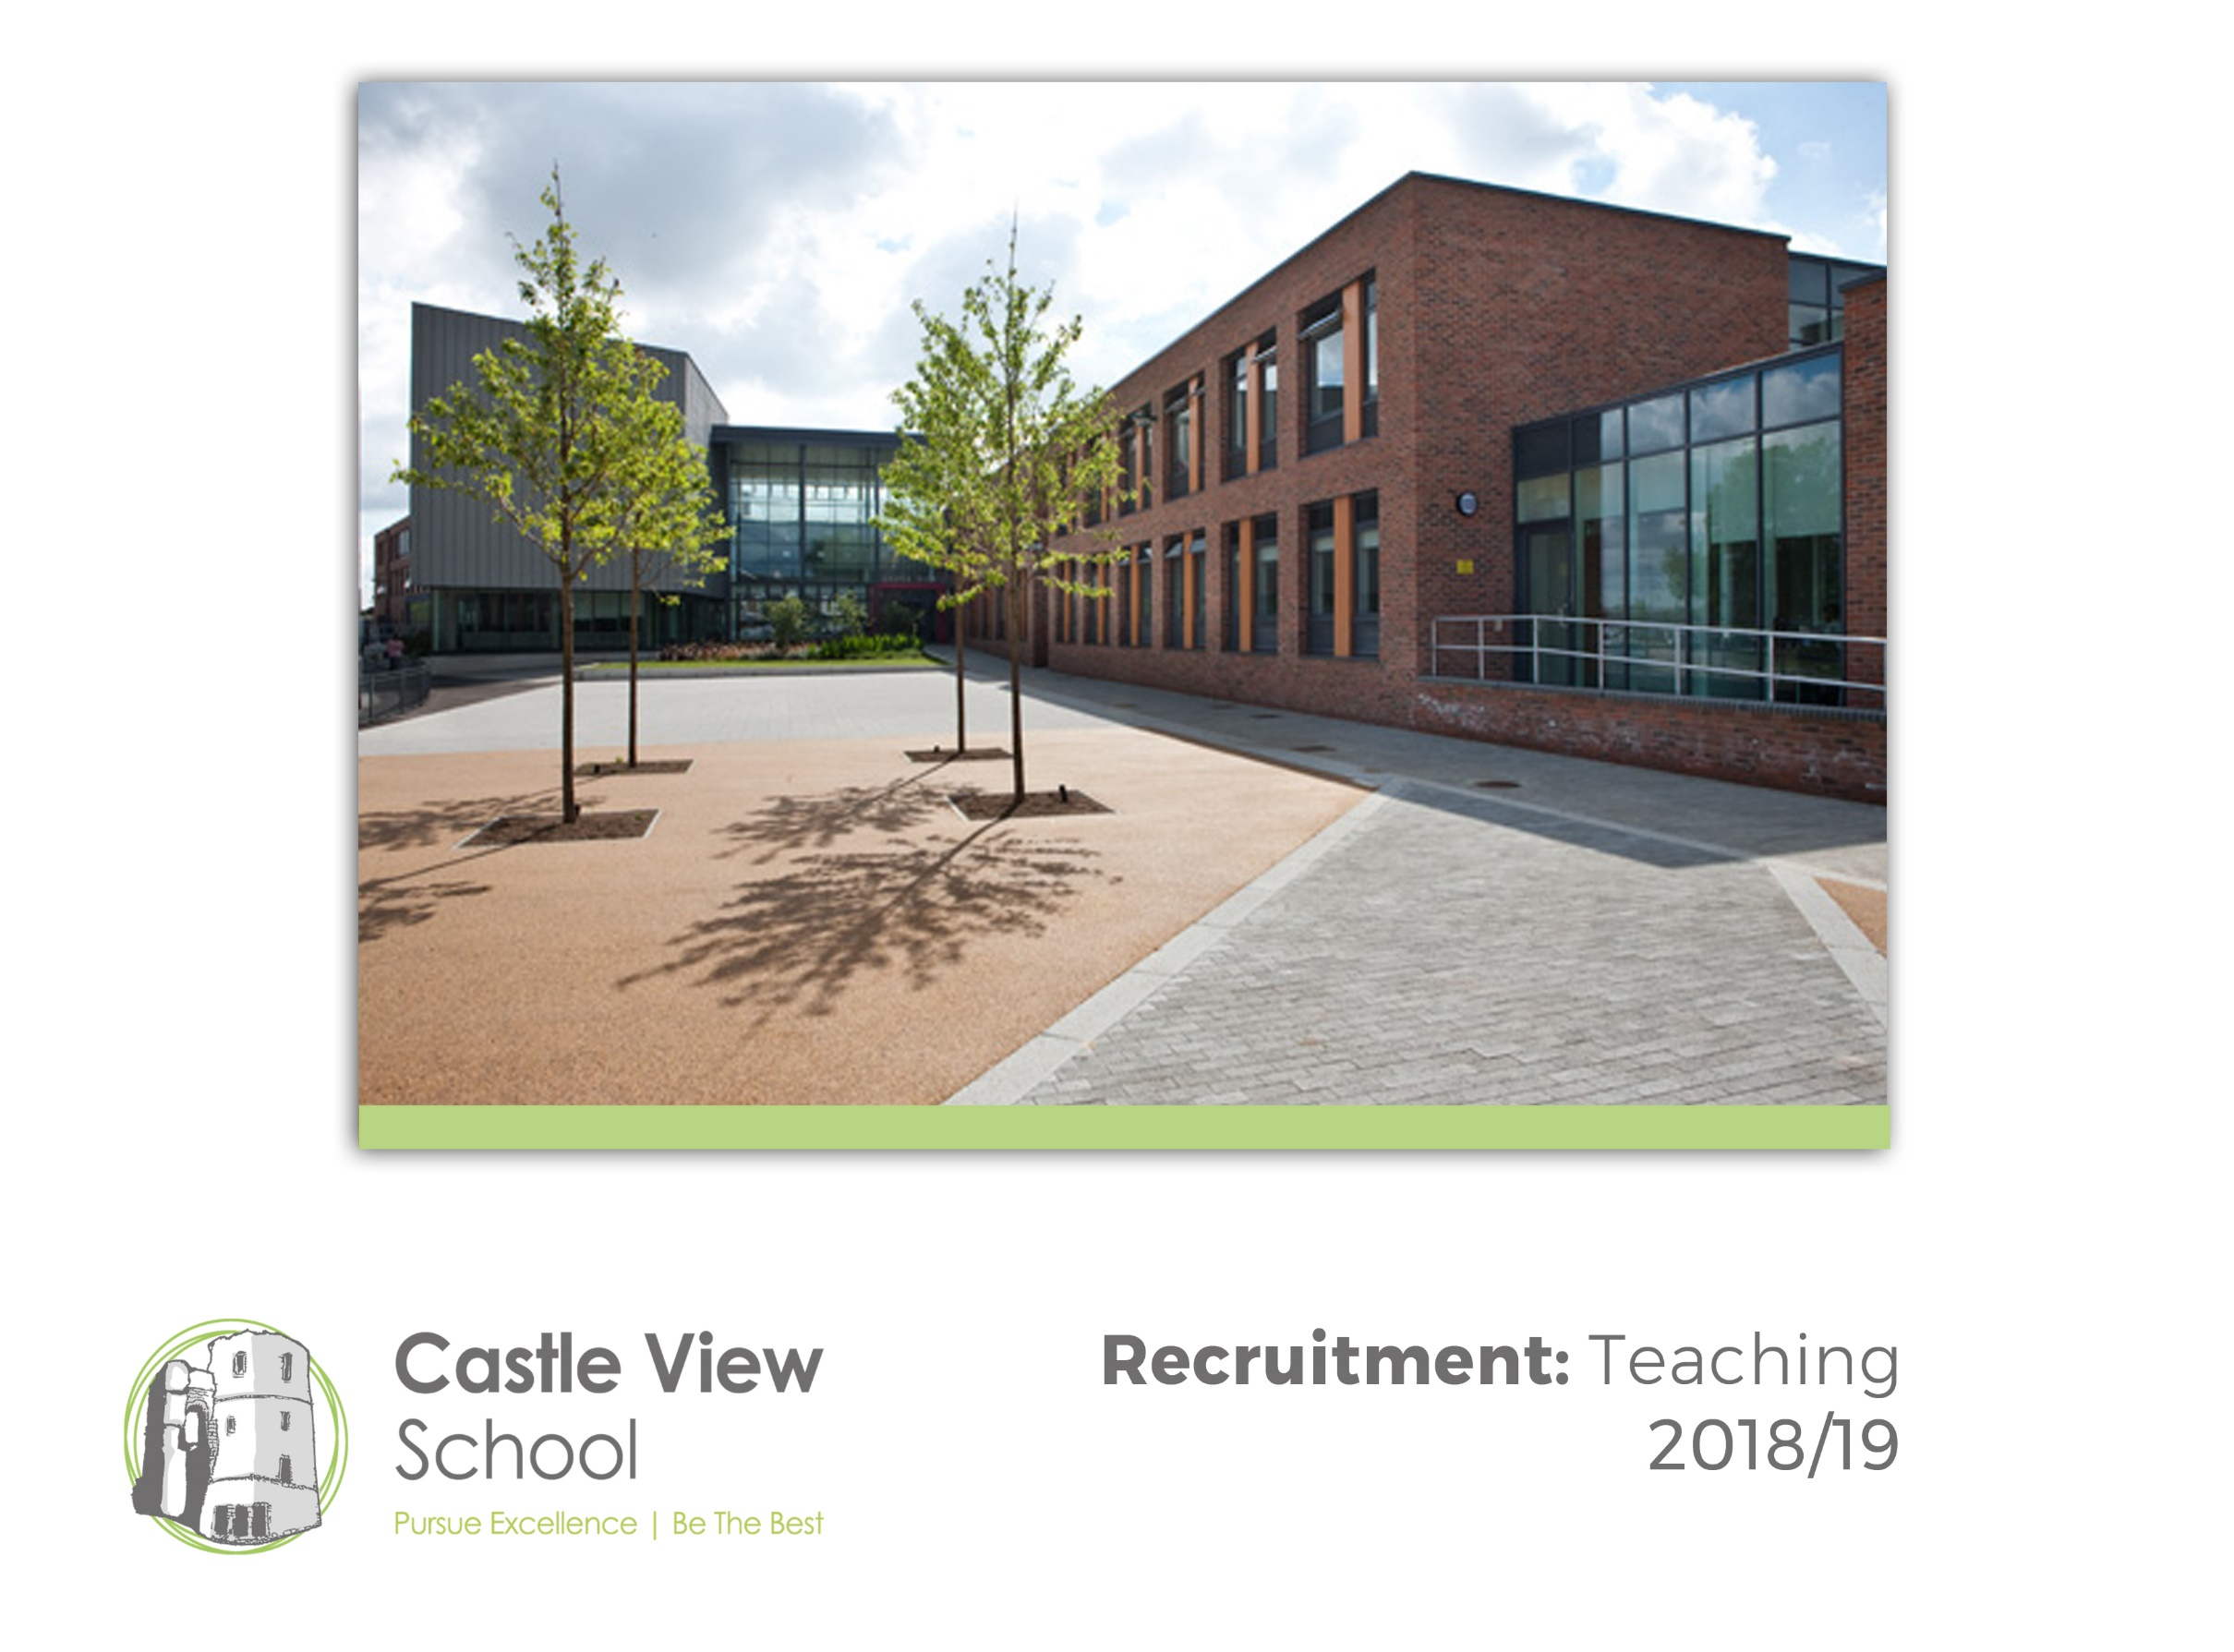 Castle View
School
Pursue Excellence | Be The Best
Recruitment: Teaching
2018/19